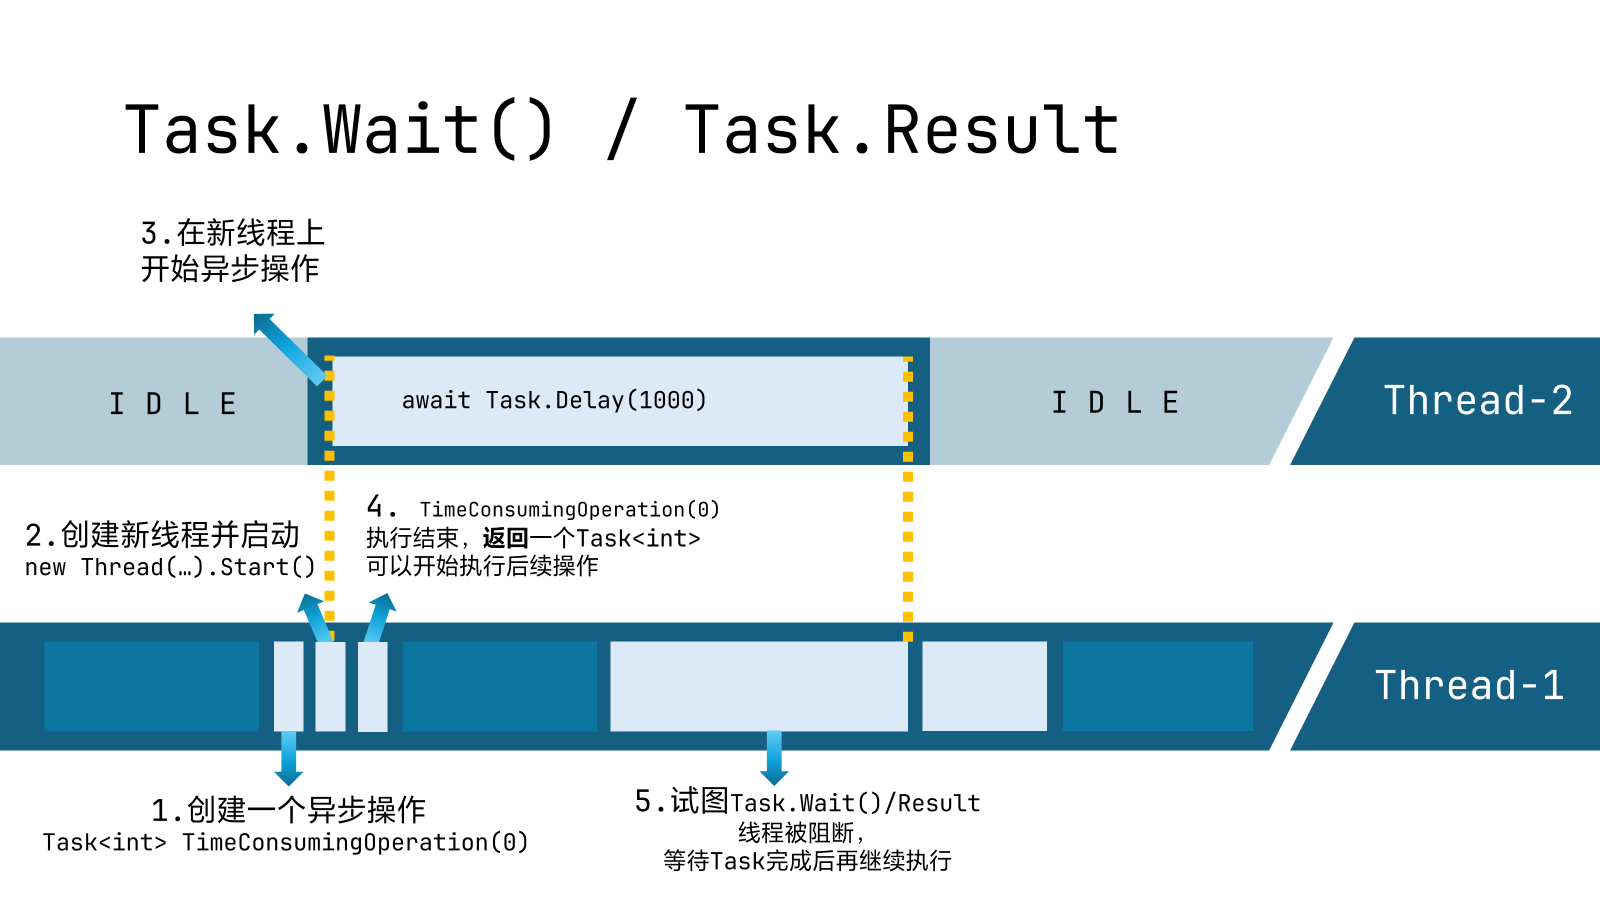 Task.Wait() / Task.Result
3.在新线程上
开始异步操作
I D L E
await Task.Delay(1000)
I D L E
Thread-2
2.创建新线程并启动
new Thread(…).Start()
4. TimeConsumingOperation(0)
执行结束，返回一个Task<int>
可以开始执行后续操作
Thread-1
1.创建一个异步操作
Task<int> TimeConsumingOperation(0)
5.试图Task.Wait()/Result
线程被阻断，
等待Task完成后再继续执行